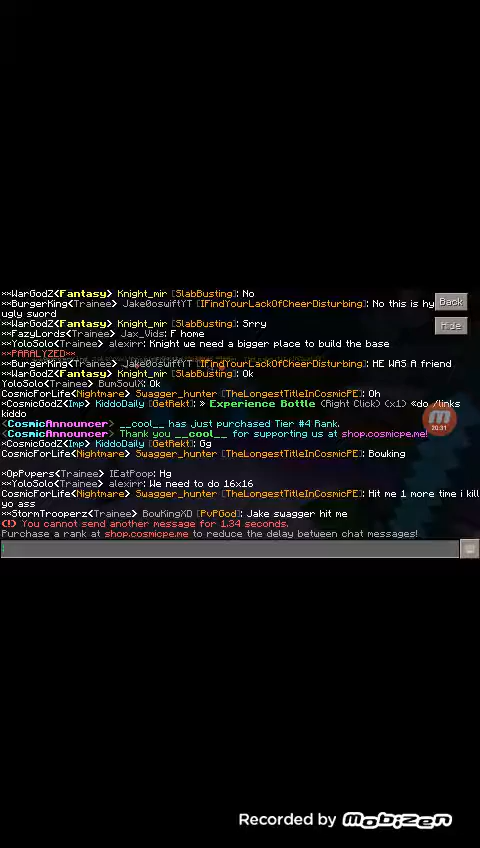 **WarGodZ<Fantasy> Knight_mir [SlabBusting]: No
**BurgerKing<Trainee> Jake0oswiftYT [IFindYourLackOfCheerDisturbing]: No this is hy
ugly sword
Back
**WarGodZ<Fantasy> Knight_mir [SlabBusting]: Srry
**FazyLords<Trainee> Jax_Vids: F home
Hide
**YoloSolo<Trainee> alexirr: Knight we need a bigger place to build the base
**PARALYZED**
**BurgerKing<Trainee> Jake0oswiftYT [IFindYourLackOfCheerDisturbing]: HE WAS A friend
**WarGodZ<Fantasy> Knight_mir [SlabBusting]: Ok
YoloSolo<Trainee> BumSoulX: Ok
CosmicForLife<Nightmare> Swagger_hunter [TheLongestTitleInCosmicPE]: Oh
*CosmicGodZ<Imp> KiddoDaily [GetRekt]: » Experience Bottle (Right Click) (x1) «do /links
kiddo
<CosmicAnnouncer> __cool__ has just purchased Tier #4 Rank.
<CosmicAnnouncer> Thank you __cool__ for supporting us at shop.cosmicpe.me!
20:31
*CosmicGodZ<Imp> KiddoDaily [GetRekt]: Gg
CosmicForLife<Nightmare> Swagger_hunter [TheLongestTitleInCosmicPE]: Bowking
*OpPvpers<Trainee> IEatPoop: Hg
**YoloSolo<Trainee> alexirr: We need to do 16x16
CosmicForLife<Nightmare> Swagger_hunter [TheLongestTitleInCosmicPE]: Hit me 1 more time i kill
yo ass
**StormTrooperz<Trainee> BowKingXD [PvPGod]: Jake swagger hit me
(!) You cannot send another message for 1.34 seconds.
Purchase a rank at shop.cosmicpe.me to reduce the delay between chat messages!
Recorded by Mobizen